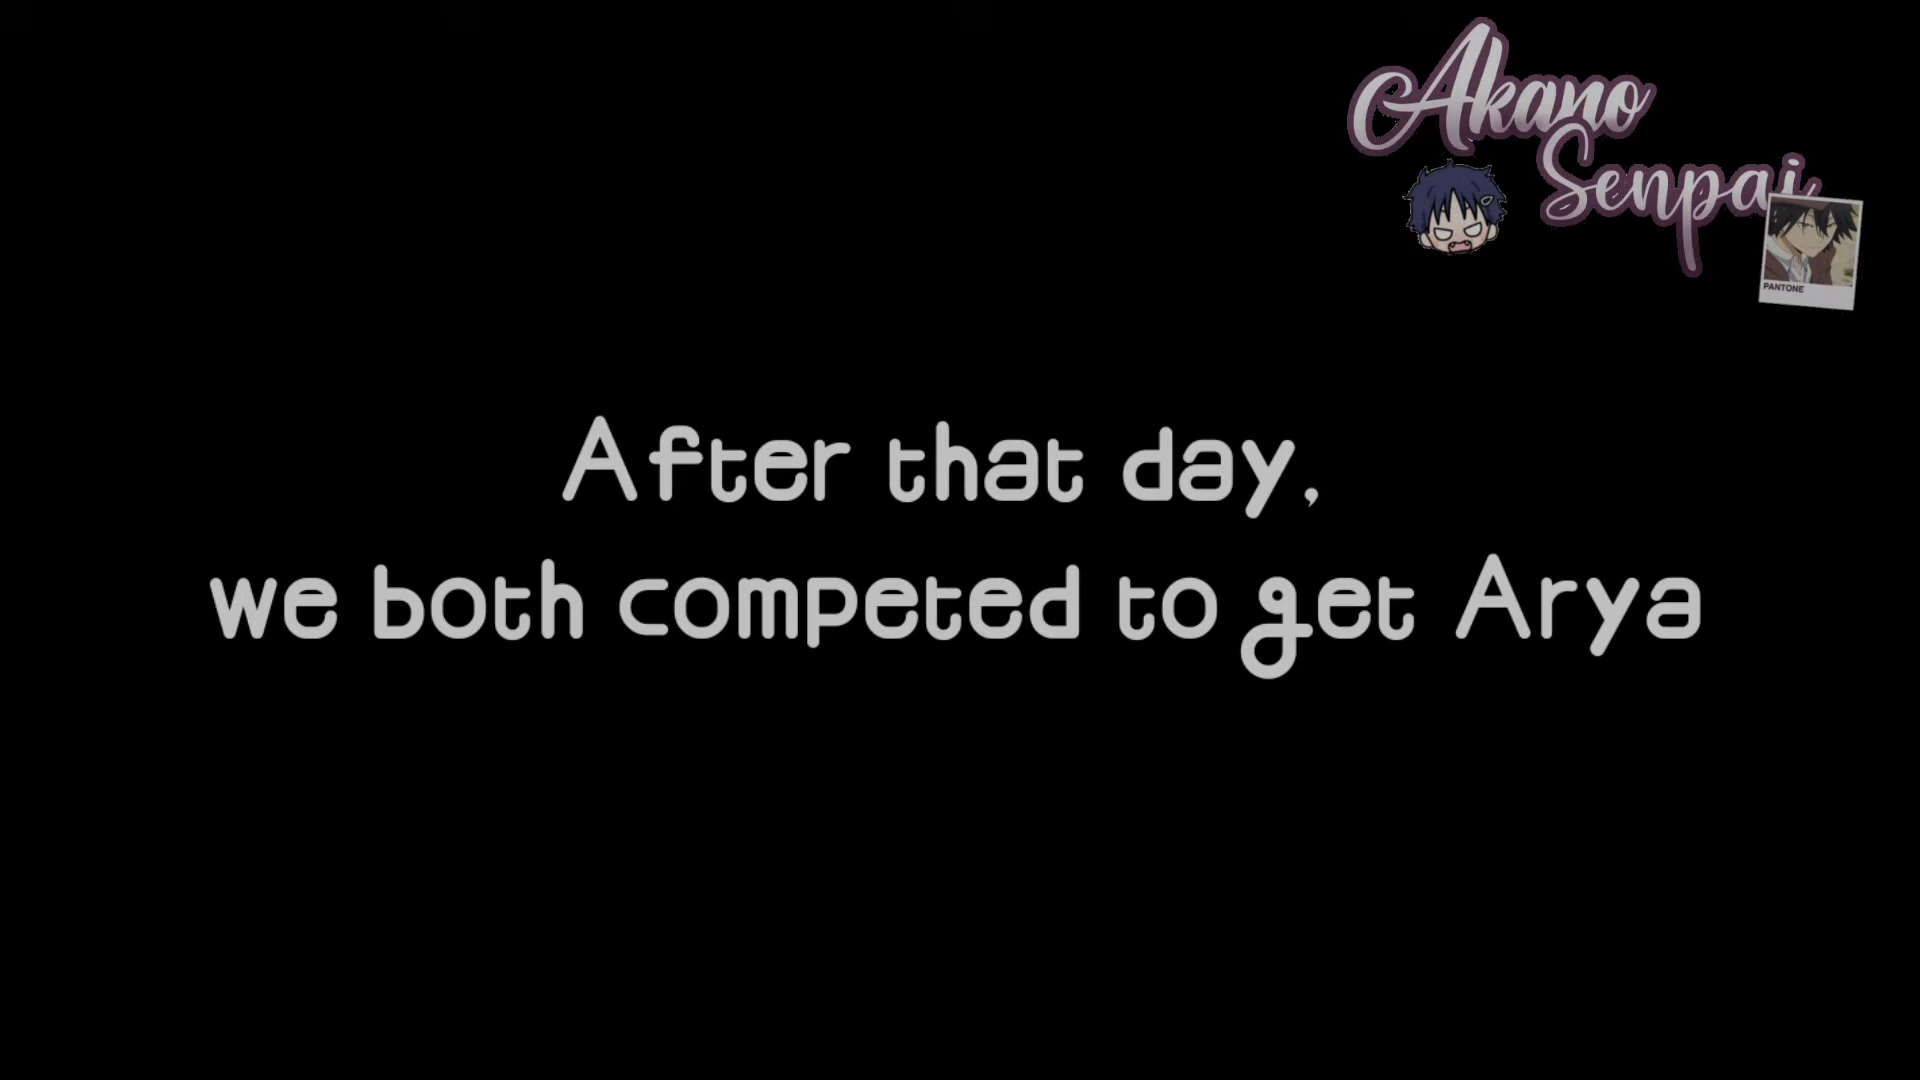 Akano
Senpai
PANTONE
After that day,
we both competed to get Arya